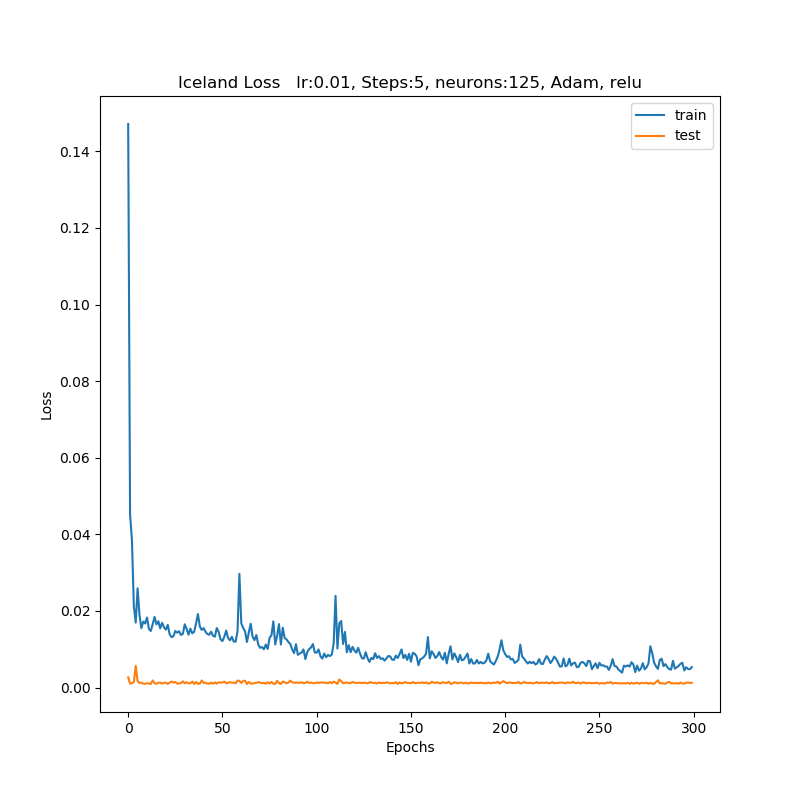 Iceland Loss   lr:0.01, Steps:5, neurons:125, Adam, relu
train
test
0.14
0.12
0.10
0.08
0.06
0.04
0.02
0.00
Loss
0 50 100 150 200 250 300
Epochs